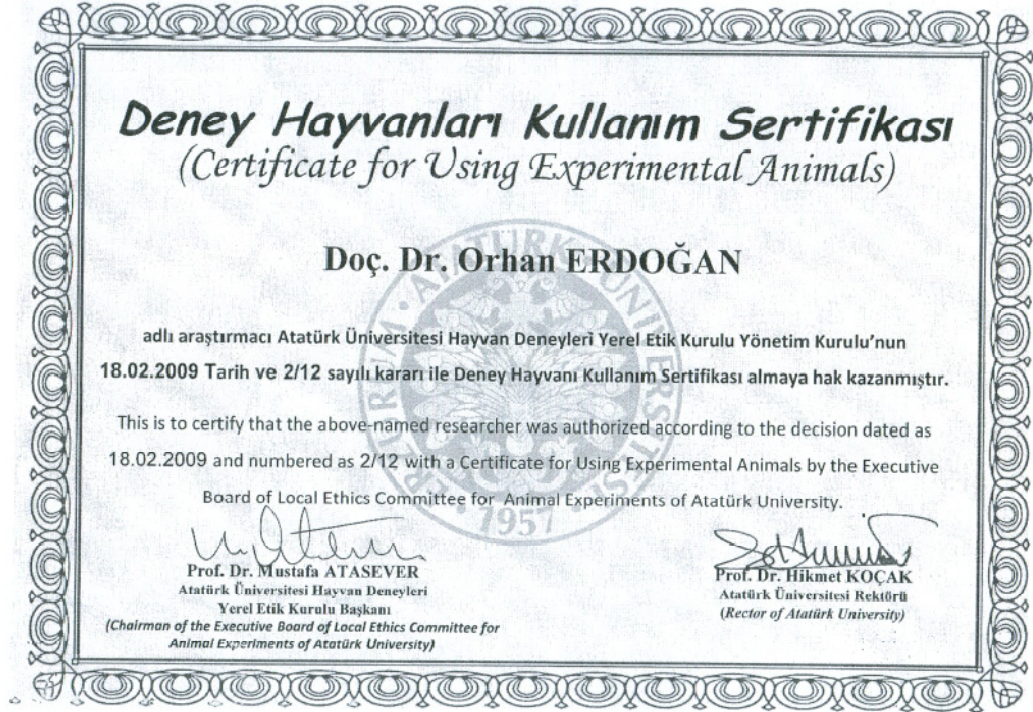 Deney Hayvanları Kullanım Sertifikası
(Certificate for Using Experimental Animals)
Doç. Dr. Orhan ERDOĞAN
adlı araştırmacı Atatürk Üniversitesi Hayvan Deneyleri Yerel Etik Kurulu Yönetim Kurulu'nun
18.02.2009 Tarih ve 2/12 sayılı kararı ile Deney Hayvanı Kullanım Sertifikası almaya hak kazanmıştır.
This is to certify that the above-named researcher was authorized according to the decision dated as
18.02.2009 and numbered as 2/12 with a Certificate for Using Experimental Animals by the Executive
Board of Local Ethics Committee for Animal Experiments of Atatürk University.
ATATÜRK ÜNİVERSİTESİ
ERZURUM
1957
Prof. Dr. Mustafa ATASEVER
Atatürk Üniversitesi Hayvan Deneyleri
Yerel Etik Kurulu Başkanı
(Chairman of the Executive Board of Local Ethics Committee for
Animal Experiments of Atatürk University)
Prof. Dr. Hikmet KOÇAK
Atatürk Üniversitesi Rektörü
(Rector of Atatürk University)